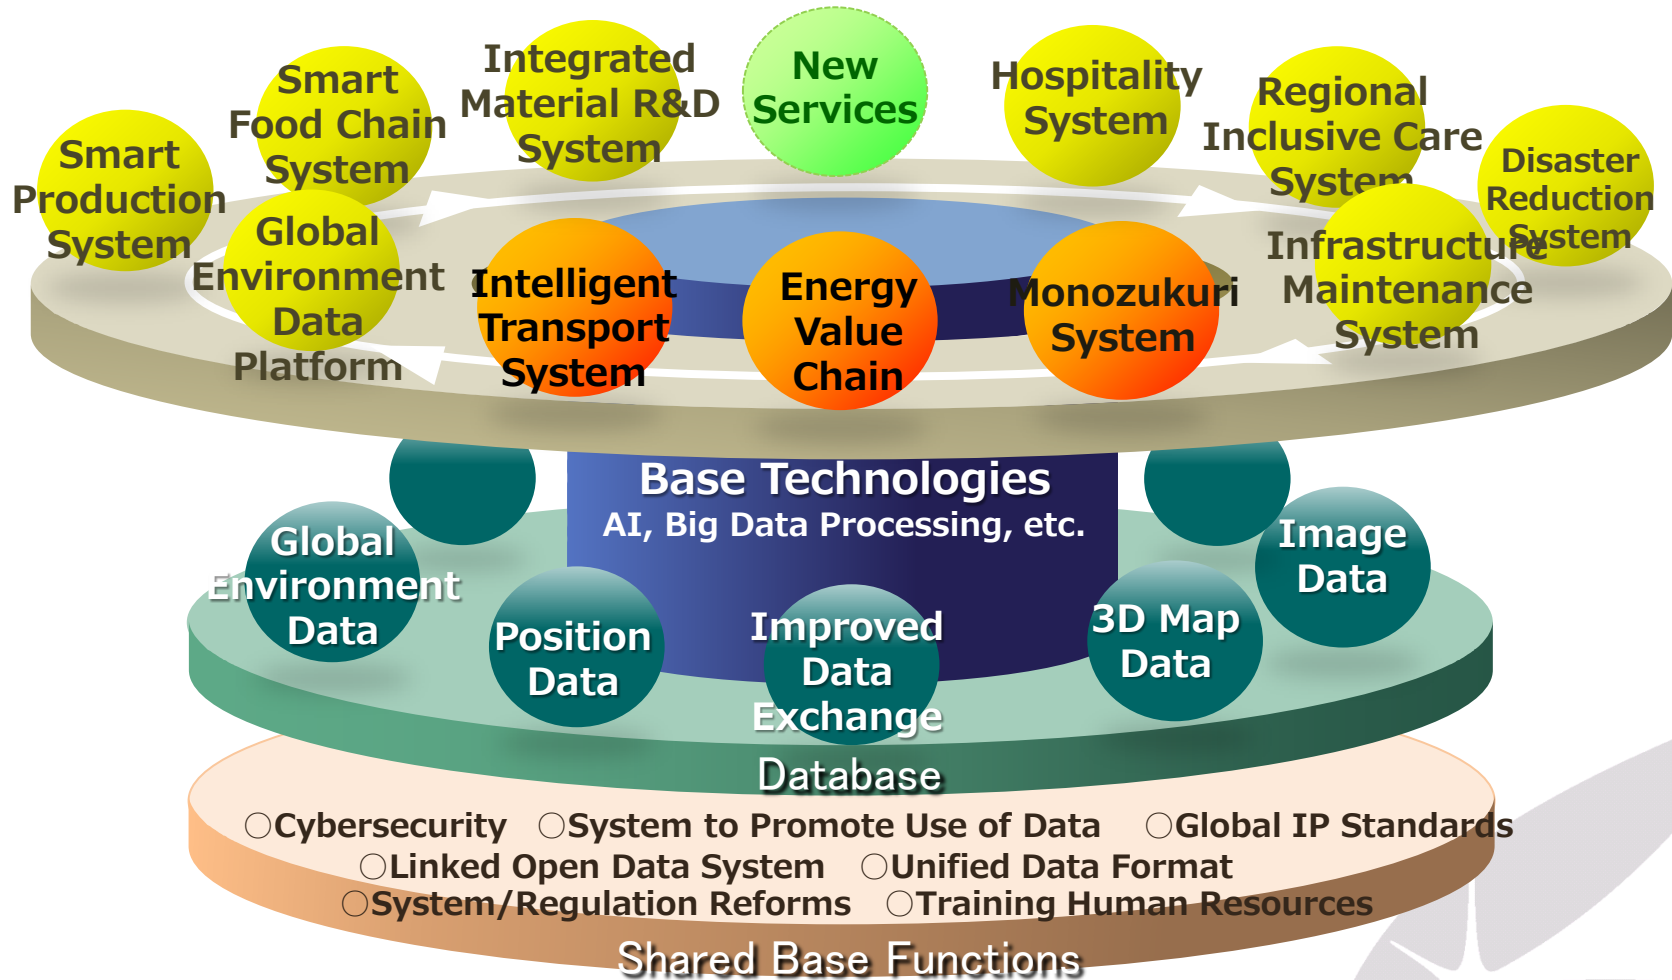 Smart
Production
System
Smart
Food Chain
System
Integrated
Material R&D
System
New
Services
Hospitality
System
Regional
Inclusive Care
System
Disaster
Reduction
System
Global
Environment
Data
Platform
Intelligent
Transport
System
Energy
Value
Chain
Monozukuri
System
Infrastructure
Maintenance
System
Base Technologies
AI, Big Data Processing, etc.
Global
Environment
Data
Position
Data
Improved
Data
Exchange
3D Map
Data
Image
Data
Database
○Cybersecurity ○System to Promote Use of Data ○Global IP Standards
○Linked Open Data System ○Unified Data Format
○System/Regulation Reforms ○Training Human Resources
Shared Base Functions